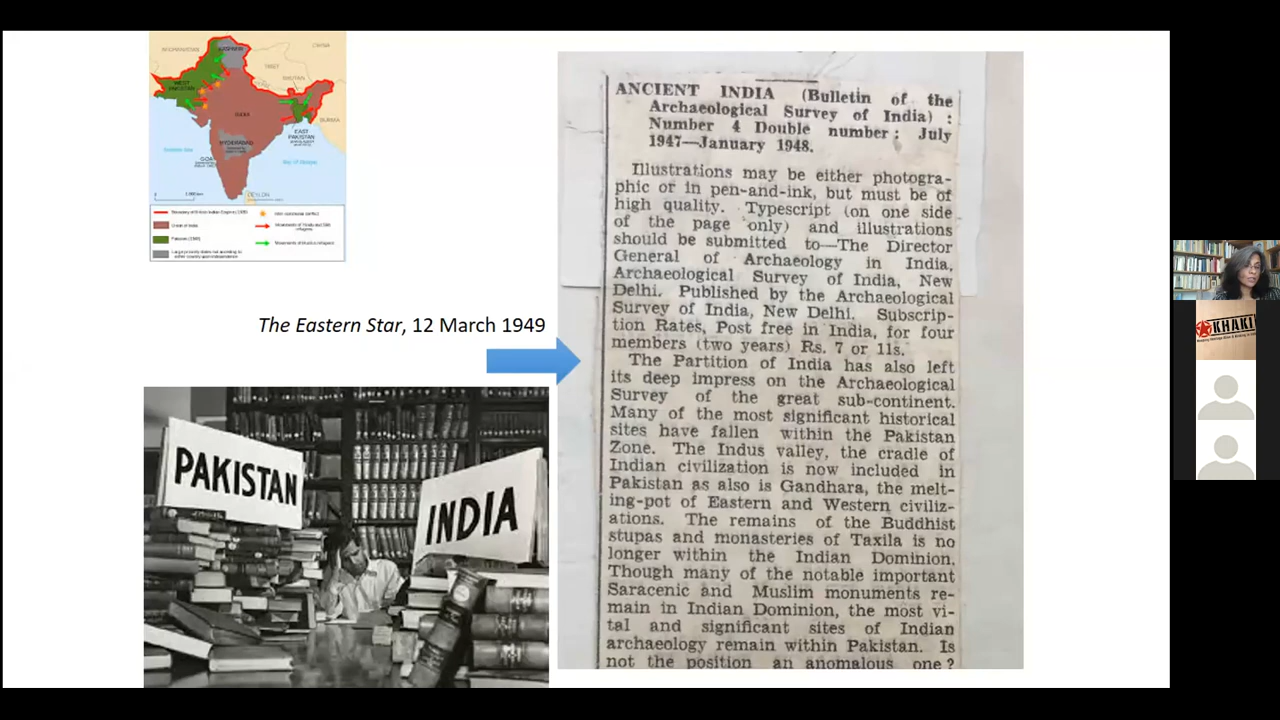 AFGHANISTAN
KASHMIR
CHINA
TIBET
WEST
PAKISTAN
BHUTAN
INDIA
BURMA
EAST
PAKISTAN
HYDERABAD
GOA
Bay of Bengal
CEYLON
Union of India
The Eastern Star, 12 March 1949
PAKISTAN
INDIA
ANCIENT INDIA (Bulletin of the
Archaeological Survey of India) :
Number 4 Double number ; July
1947—January 1948.
Illustrations may be either photogra-
phic or in pen-and-ink, but must be of
high quality. Typescript (on one side
of the page only) and illustrations
should be submitted to—The Director
General of Archaeology in India,
Archaeological Survey of India, New
Delhi. Published by the Archaeological
Survey of India, New Delhi. Subscrip-
tion Rates, Post free in India, for four
members (two years) Rs. 7 or 11s.
The Partition of India has also left
its deep impress on the Archaeological
Survey of the great sub-continent.
Many of the most significant historical
sites have fallen within the Pakistan
Zone. The Indus valley, the cradle of
Indian civilization is now included in
Pakistan as also is Gandhara, the melt-
ing-pot of Eastern and Western civiliz-
ations. The remains of the Buddhist
stupas and monasteries of Taxila is no
longer within the Indian Dominion.
Though many of the notable important
Saracenic and Muslim monuments re-
main in Indian Dominion, the most vi-
tal and significant sites of Indian
archaeology remain within Pakistan. Is
not the position an anomalous one ?
KHAKI